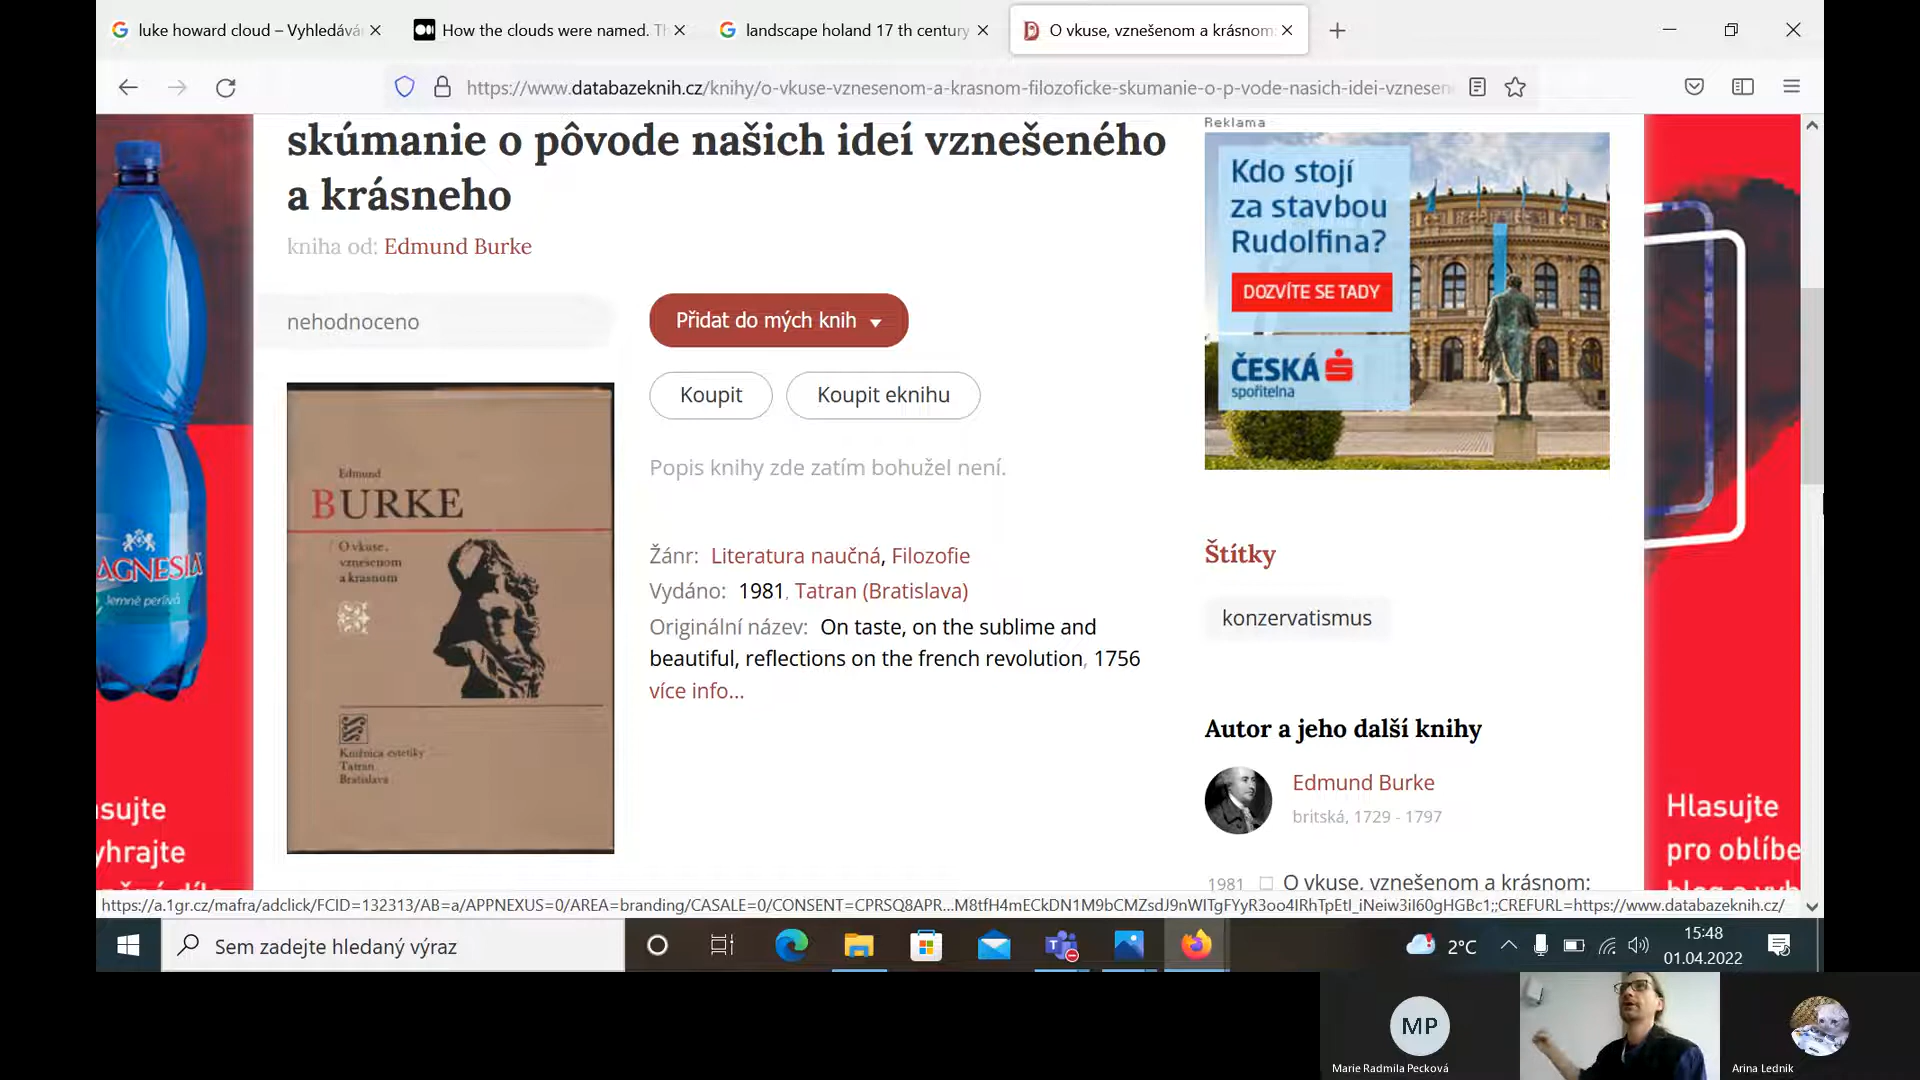 luke howard cloud – Vyhledává
How the clouds were named. Th
landscape holand 17 th century
O vkuse, vznešenom a krásnom:
https://www.databazeknih.cz/knihy/o-vkuse-vznesenom-a-krasnom-filozoficke-skumanie-o-p-vode-nasich-idei-vznesen
skúmanie o pôvode našich ideí vznešeného
a krásneho
kniha od: Edmund Burke
nehodnoceno
Přidat do mých knih
Koupit
Koupit eknihu
Popis knihy zde zatím bohužel není.
Žánr: Literatura naučná, Filozofie
Vydáno: 1981, Tatran (Bratislava)
Originální název: On taste, on the sublime and
beautiful, reflections on the french revolution, 1756
více info...
Edmund
BURKE
O vkuse,
vznešenom
a krásnom
Knižnica estetiky
Tatran
Bratislava
Reklama
Kdo stojí
za stavbou
Rudolfina?
DOZVÍTE SE TADY
ČESKÁ
spořitelna
Štítky
konzervatismus
Autor a jeho další knihy
Edmund Burke
britská, 1729 - 1797
1981 O vkuse, vznešenom a krásnom:
MAGNESIA
Jemně perlivá
sujte
yhrajte
Hlasujte
pro oblíbe
blog a vyh
https://a.1gr.cz/mafra/adclick/FCID=132313/AB=a/APPNEXUS=0/AREA=branding/CASALE=0/CONSENT=CPRSQ8APR...
Sem zadejte hledaný výraz
2°C
15:48
01.04.2022
MP
Marie Radmila Pecková
Arina Lednik